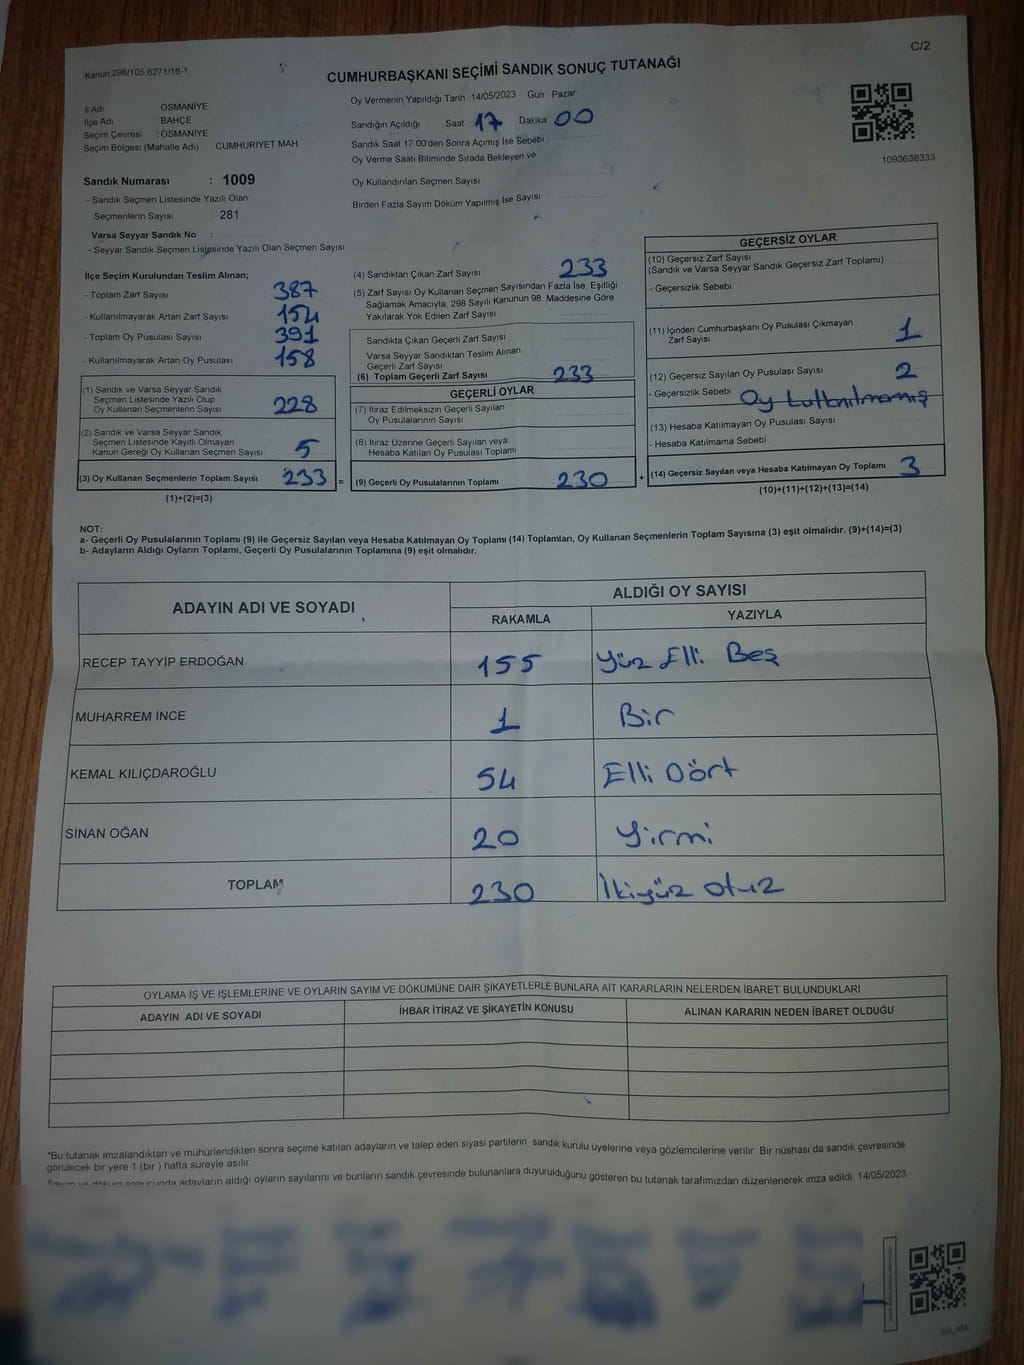 Kanun.298/105.6271/18-1
C/2
CUMHURBAŞKANI SEÇİMİ SANDIK SONUÇ TUTANAĞI
İl Adı OSMANİYE
İlçe Adı BAHÇE
Seçim Çevresi : OSMANİYE
Seçim Bölgesi (Mahalle Adı) CUMHURİYET MAH
Oy Vermenin Yapıldığı Tarih 14/05/2023 Gün Pazar
Sandığın Açıldığı Saat 17 Dakika 00
Sandık Saat 17:00'den Sonra Açımış İse Sebebi
Oy Verme Saati Bitiminde Sırada Bekleyen ve
Oy Kullandırılan Seçmen Sayısı
Birden Fazla Sayım Döküm Yapılmış İse Sayısı
1093638333
Sandık Numarası : 1009
- Sandık Seçmen Listesinde Yazılı Olan
Seçmenlerin Sayısı : 281
Varsa Seyyar Sandık No :
- Seyyar Sandık Seçmen Listesinde Yazılı Olan Seçmen Sayısı
İlçe Seçim Kurulundan Teslim Alınan;
- Toplam Zarf Sayısı 387
- Kullanılmayarak Artan Zarf Sayısı 154
- Toplam Oy Pusulası Sayısı 391
- Kullanılmayarak Artan Oy Pusulası 158
(1) Sandık ve Varsa Seyyar Sandık
Seçmen Listesinde Yazılı Olup
Oy Kullanan Seçmenlerin Sayısı 228
(2) Sandık ve Varsa Seyyar Sandık
Seçmen Listesinde Kayıtlı Olmayan
Kanun Gereği Oy Kullanan Seçmen Sayısı 5
(3) Oy Kullanan Seçmenlerin Toplam Sayısı 233 =
(1)+(2)=(3)
(4) Sandıktan Çıkan Zarf Sayısı 233
(5) Zarf Sayısı Oy Kullanan Seçmen Sayısından Fazla İse, Eşitliği
Sağlamak Amacıyla, 298 Sayılı Kanunun 98. Maddesine Göre
Yakılarak Yok Edilen Zarf Sayısı
Sandıkta Çıkan Geçerli Zarf Sayısı
Varsa Seyyar Sandıktan Teslim Alınan
Geçerli Zarf Sayısı
(6) Toplam Geçerli Zarf Sayısı 233
GEÇERLİ OYLAR
(7) İtiraz Edilmeksizin Geçerli Sayılan
Oy Pusulalarının Sayısı
(8) İtiraz Üzerine Geçerli Sayılan veya
Hesaba Katılan Oy Pusulası Toplamı
(9) Geçerli Oy Pusulalarının Toplamı 230 +
GEÇERSİZ OYLAR
(10) Geçersiz Zarf Sayısı
(Sandık ve Varsa Seyyar Sandık Geçersiz Zarf Toplamı)
- Geçersizlik Sebebi
(11) İçinden Cumhurbaşkanı Oy Pusulası Çıkmayan
Zarf Sayısı 1
(12) Geçersiz Sayılan Oy Pusulası Sayısı 2
- Geçersizlik Sebebi Oy kullanılmamış
(13) Hesaba Katılmayan Oy Pusulası Sayısı
- Hesaba Katılmama Sebebi
(14) Geçersiz Sayılan veya Hesaba Katılmayan Oy Toplamı 3
(10)+(11)+(12)+(13)=(14)
NOT:
a- Geçerli Oy Pusulalarının Toplamı (9) ile Geçersiz Sayılan veya Hesaba Katılmayan Oy Toplamı (14) Toplamları, Oy Kullanan Seçmenlerin Toplam Sayısına (3) eşit olmalıdır. (9)+(14)=(3)
b- Adayların Aldığı Oyların Toplamı, Geçerli Oy Pusulalarının Toplamına (9) eşit olmalıdır.
ADAYIN ADI VE SOYADI ALDIĞI OY SAYISI
RAKAMLA YAZIYLA
RECEP TAYYİP ERDOĞAN 155 Yüz Elli Beş
MUHARREM İNCE 1 Bir
KEMAL KILIÇDAROĞLU 54 Elli Dört
SİNAN OĞAN 20 Yirmi
TOPLAM 230 İkiyüz otuz
OYLAMA İŞ VE İŞLEMLERİNE VE OYLARIN SAYIM VE DÖKÜMÜNE DAİR ŞİKAYETLERLE BUNLARA AİT KARARLARIN NELERDEN İBARET BULUNDUKLARI
ADAYIN ADI VE SOYADI İHBAR İTİRAZ VE ŞİKAYETİN KONUSU ALINAN KARARIN NEDEN İBARET OLDUĞU
*Bu tutanak imzalandıktan ve mühürlendikten sonra seçime katılan adayların ve talep eden siyasi partilerin sandık kurulu üyelerine veya gözlemcilerine verilir. Bir nüshası da sandık çevresinde
görülecek bir yere 1 (bir ) hafta süreyle asılır.
Sayım ve döküm sonucunda adayların aldığı oyların sayılarını ve bunların sandık çevresinde bulunanlara duyurulduğunu gösteren bu tutanak tarafımızdan düzenlenerek imza edildi. 14/05/2023